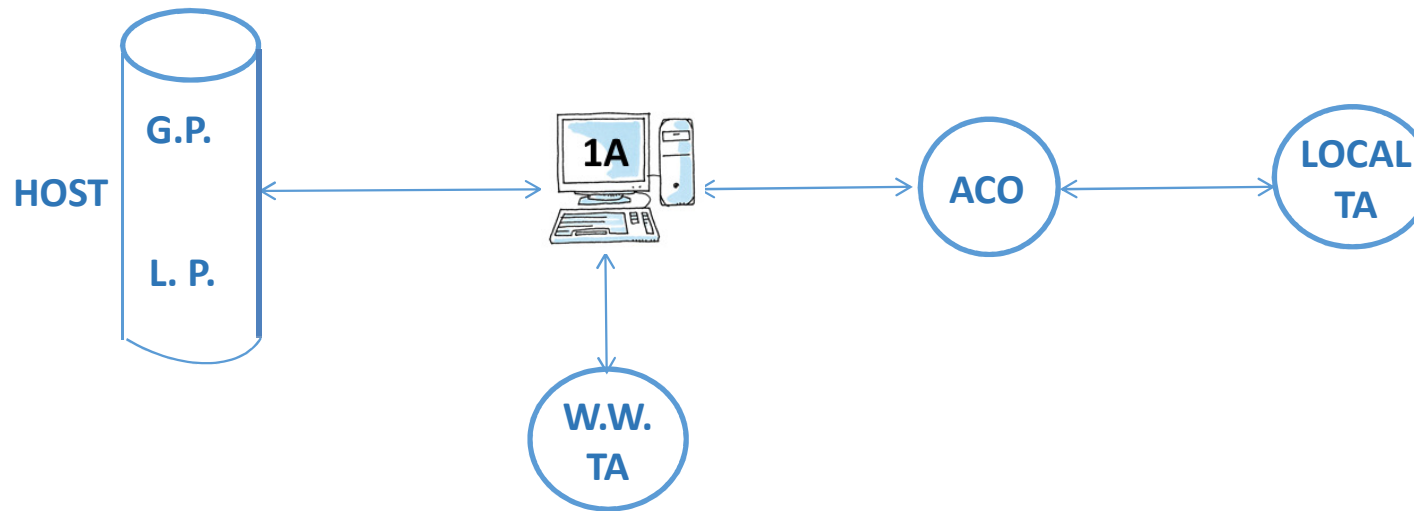 G.P.
HOST
L. P.
1A
ACO
LOCAL
TA
W.W.
TA